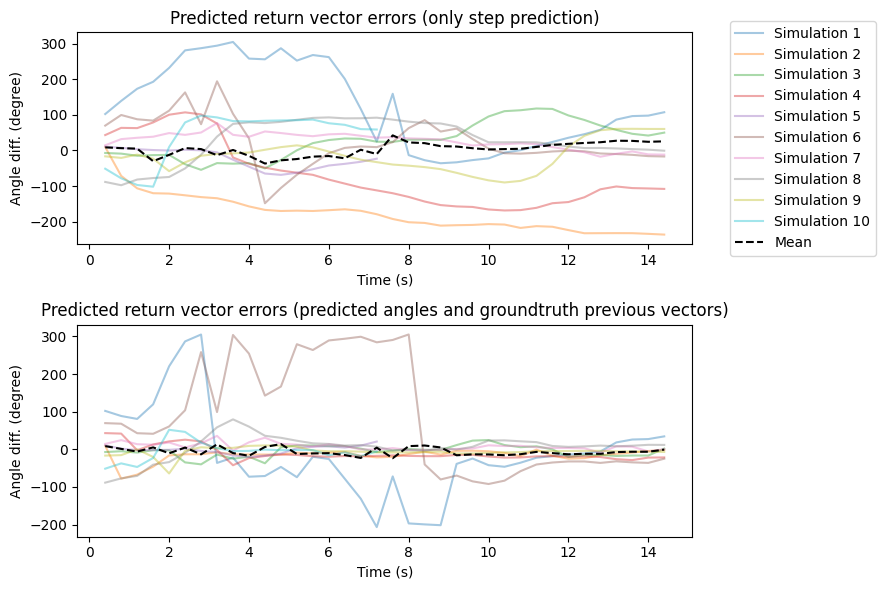 Predicted return vector errors (only step prediction)
300
200
100
0
−100
−200
Angle diff. (degree)
0 2 4 6 8 10 12 14
Time (s)
Simulation 1
Simulation 2
Simulation 3
Simulation 4
Simulation 5
Simulation 6
Simulation 7
Simulation 8
Simulation 9
Simulation 10
Mean
Predicted return vector errors (predicted angles and groundtruth previous vectors)
300
200
100
0
−100
−200
Angle diff. (degree)
0 2 4 6 8 10 12 14
Time (s)